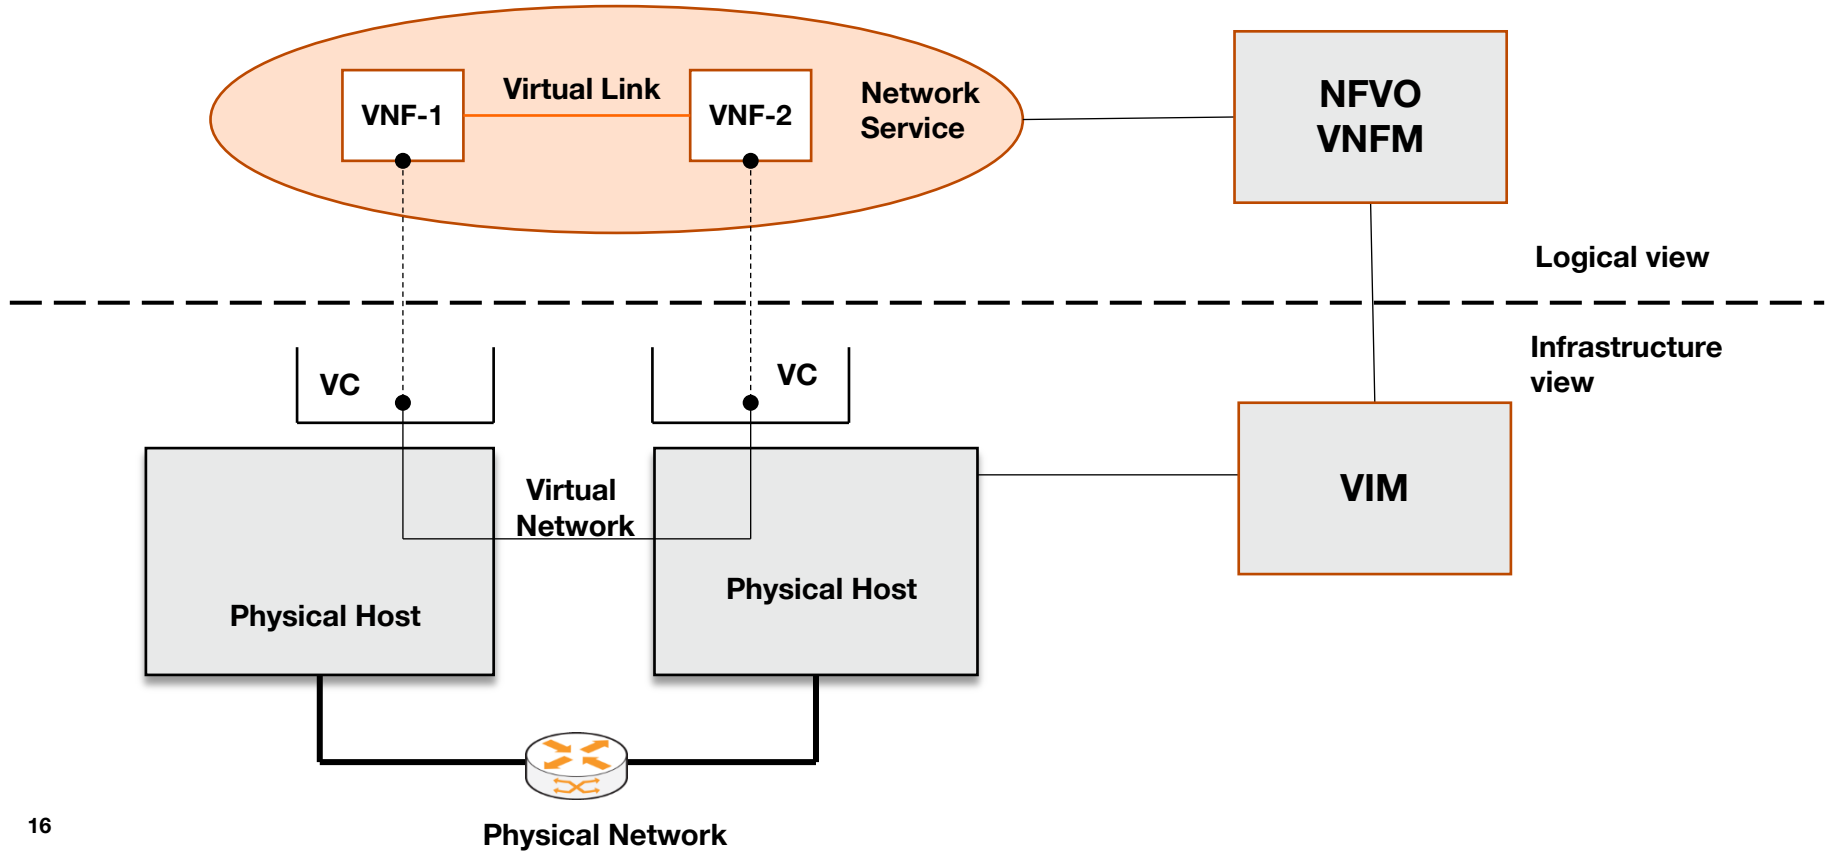 VNF-1
Virtual Link
VNF-2
Network
Service
NFVO
VNFM
Logical view
Infrastructure
view
VC
VC
Virtual
Network
VIM
Physical Host
Physical Host
16
Physical Network